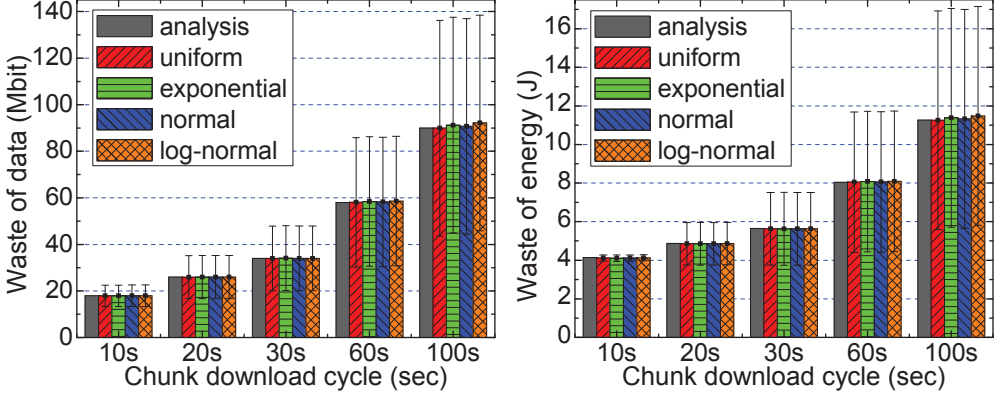 140
120
100
80
60
40
20
0
Waste of data (Mbit)
analysis
uniform
exponential
normal
log-normal
10s 20s 30s 60s 100s
Chunk download cycle (sec)
16
14
12
10
8
6
4
2
0
Waste of energy (J)
analysis
uniform
exponential
normal
log-normal
10s 20s 30s 60s 100s
Chunk download cycle (sec)